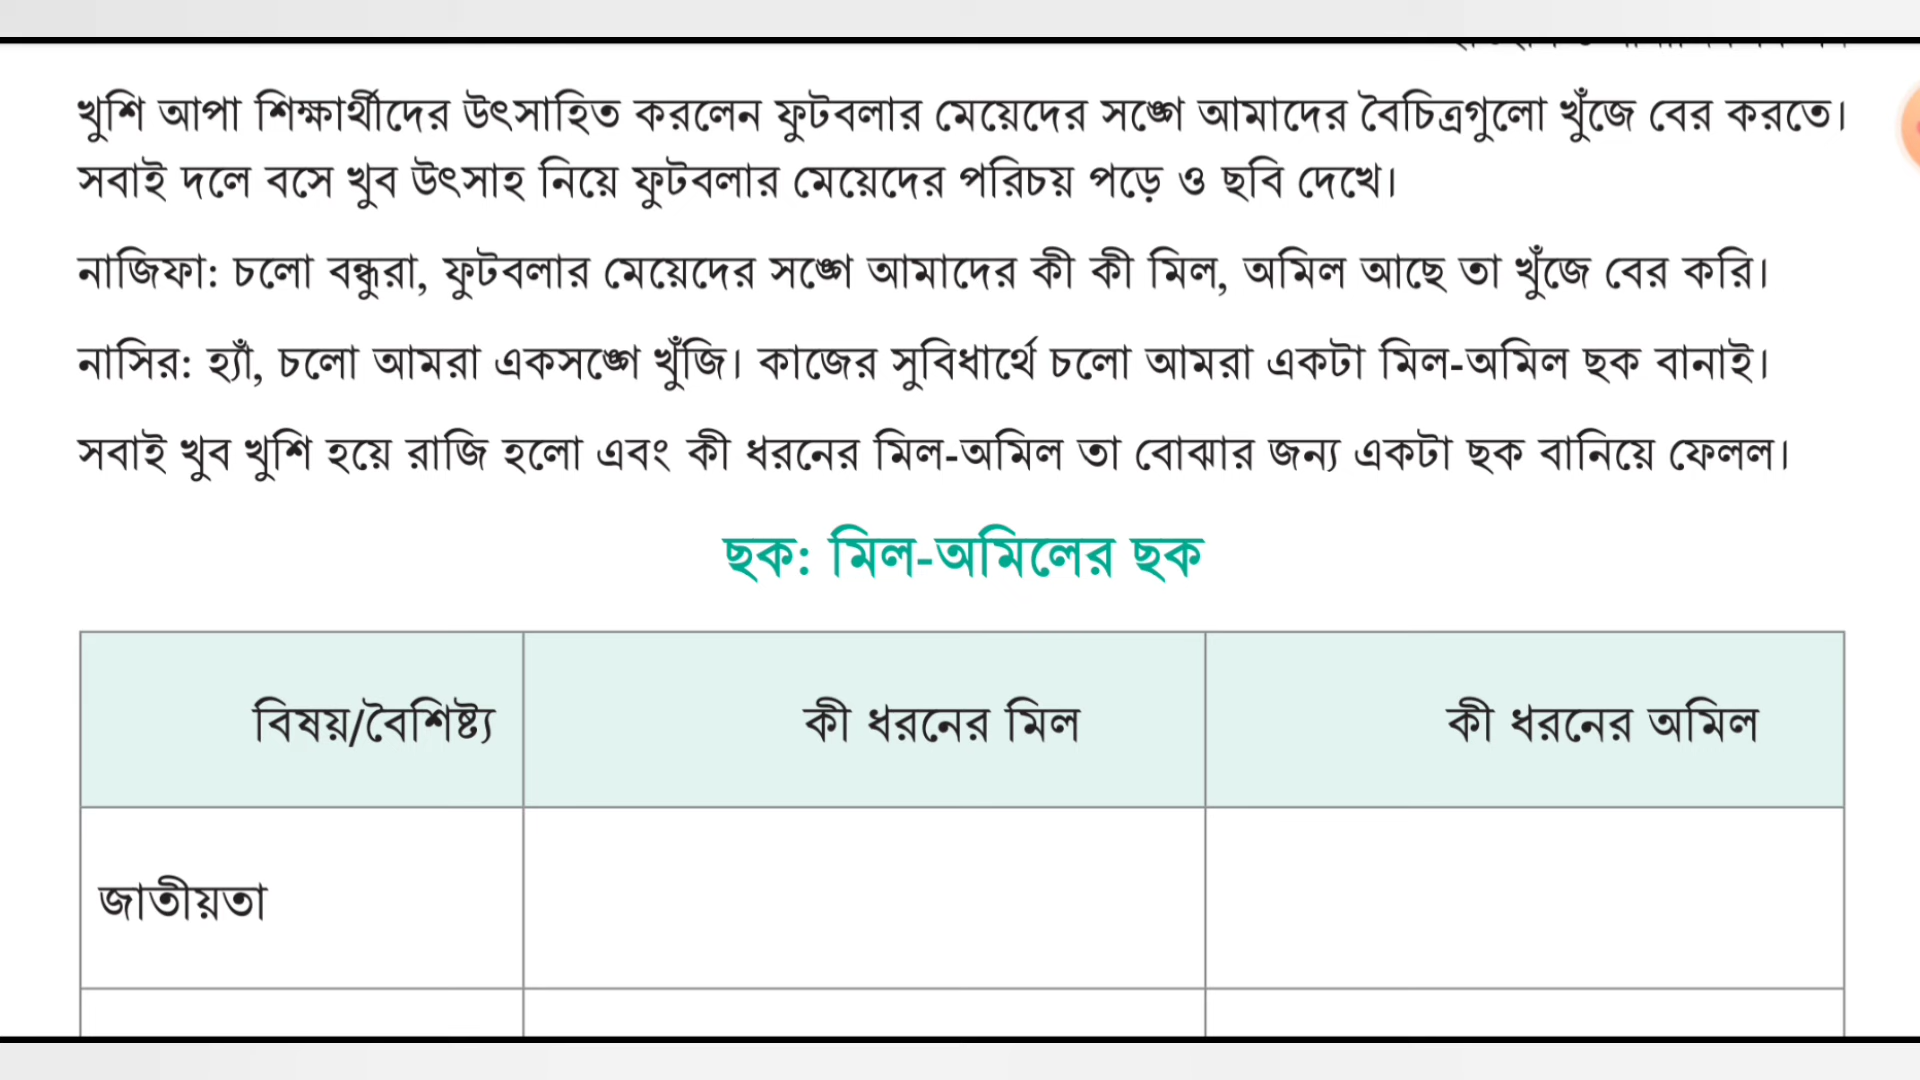 খুশি আপা শিক্ষার্থীদের উৎসাহিত করলেন ফুটবলার মেয়েদের সঙ্গে আমাদের বৈচিত্রগুলো খুঁজে বের করতে।
সবাই দলে বসে খুব উৎসাহ নিয়ে ফুটবলার মেয়েদের পরিচয় পড়ে ও ছবি দেখে।
নাজিফা: চলো বন্ধুরা, ফুটবলার মেয়েদের সঙ্গে আমাদের কী কী মিল, অমিল আছে তা খুঁজে বের করি।
নাসির: হ্যাঁ, চলো আমরা একসঙ্গে খুঁজি। কাজের সুবিধার্থে চলো আমরা একটা মিল-অমিল ছক বানাই।
সবাই খুব খুশি হয়ে রাজি হলো এবং কী ধরনের মিল-অমিল তা বোঝার জন্য একটা ছক বানিয়ে ফেলল।
ছক: মিল-অমিলের ছক
বিষয়/বৈশিষ্ট্য কী ধরনের মিল কী ধরনের অমিল
জাতীয়তা